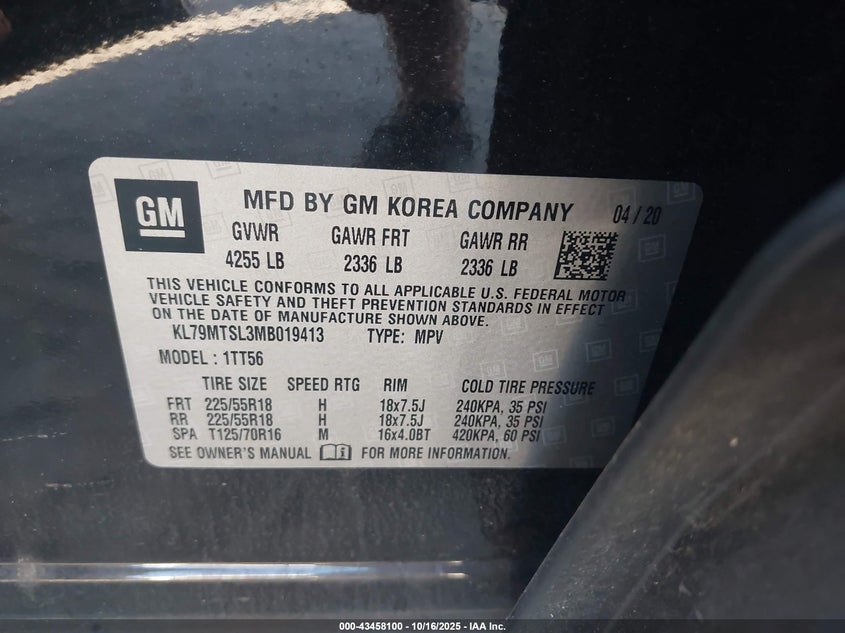 GM
MFD BY GM KOREA COMPANY 04/20
GVWR GAWR FRT GAWR RR
4255 LB 2336 LB 2336 LB
THIS VEHICLE CONFORMS TO ALL APPLICABLE U.S. FEDERAL MOTOR
VEHICLE SAFETY AND THEFT PREVENTION STANDARDS IN EFFECT
ON THE DATE OF MANUFACTURE SHOWN ABOVE.
KL79MTSL3MB019413 TYPE: MPV
MODEL : 1TT56
TIRE SIZE SPEED RTG RIM COLD TIRE PRESSURE
FRT 225/55R18 H 18x7.5J 240KPA, 35 PSI
RR 225/55R18 H 18x7.5J 240KPA, 35 PSI
SPA T125/70R16 M 16x4.0BT 420KPA, 60 PSI
SEE OWNER'S MANUAL FOR MORE INFORMATION.
000-43458100 - 10/16/2025 - IAA Inc.